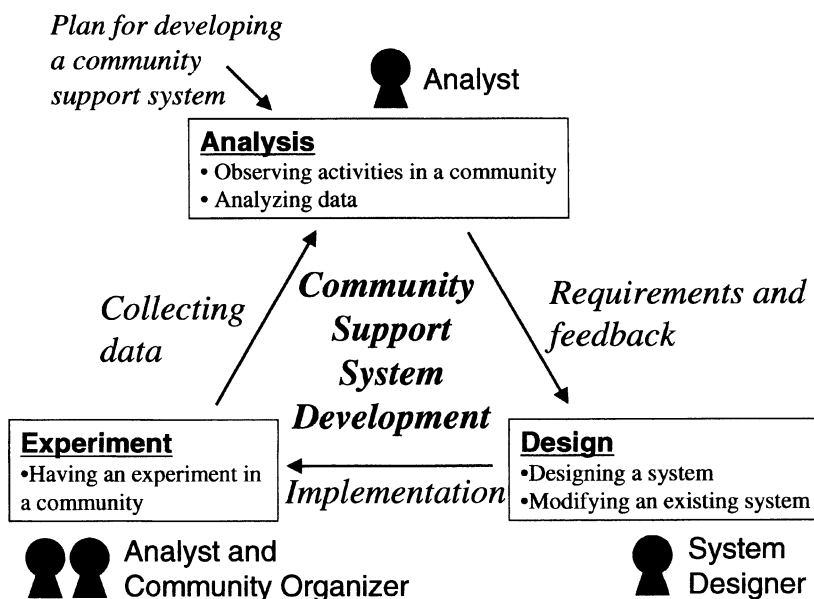 Plan for developing
a community
support system
Analyst
Analysis
• Observing activities in a community
• Analyzing data
Collecting
data
Community
Support
System
Development
Requirements and
feedback
Experiment
•Having an experiment in
a community
Implementation
Design
•Designing a system
•Modifying an existing system
Analyst and
Community Organizer
System
Designer